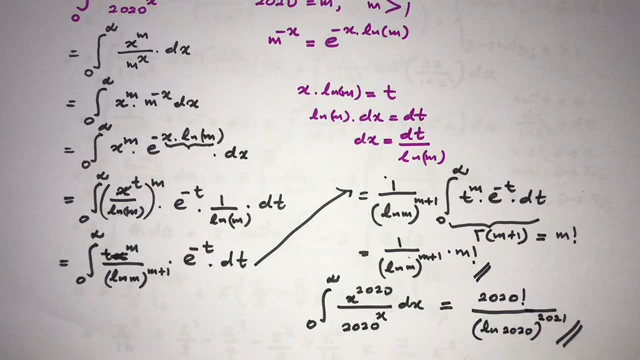 ∫₀^∝ 2020^x
= ∫₀^∝ x^m/m^x · dx
= ∫₀^∝ x^m · m^-x dx
= ∫₀^∝ x^m · e^-x·ln(m) · dx
= ∫₀^∝ (t/ln(m))^m · e^-t · 1/ln(m) · dt
= ∫₀^∝ t^m/(ln m)^m+1 · e^-t · dt
2020 = m, m > 1
m^-x = e^-x·ln(m)
x · ln(m) = t
ln(m) · dx = dt
dx = dt/ln(m)
= 1/(ln m)^m+1 ∫₀^∝ t^m · e^-t · dt
Γ(m+1) = m!
= 1/(ln m)^m+1 · m!
∫₀^∝ x^2020/2020^x dx = 2020!/(ln 2020)^2021